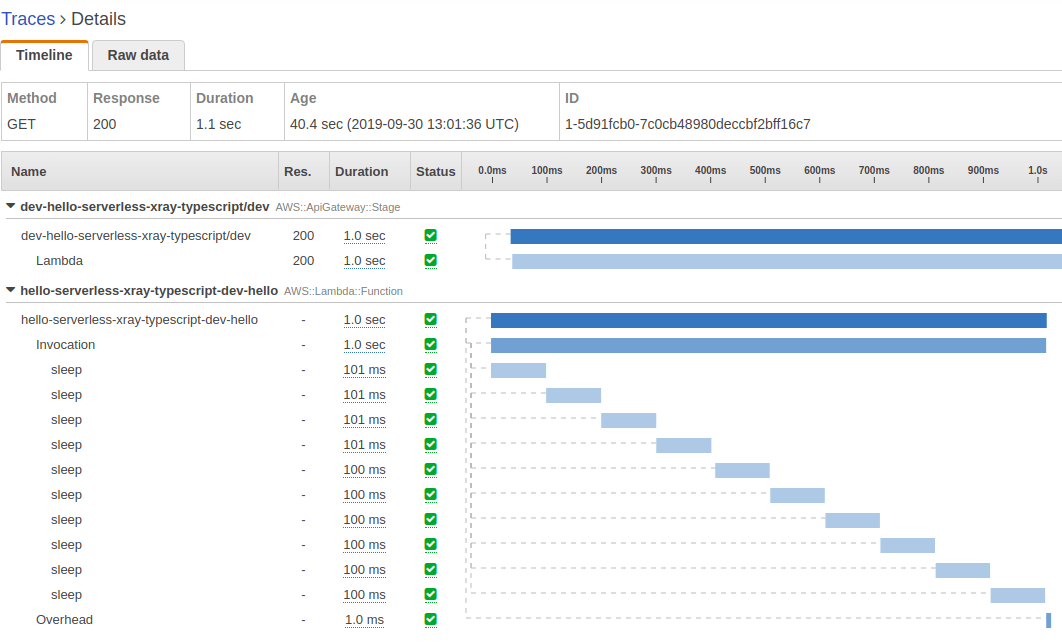 Traces > Details
Timeline Raw data
Method Response Duration Age ID
GET 200 1.1 sec 40.4 sec (2019-09-30 13:01:36 UTC) 1-5d91fcb0-7c0cb48980deccbf2bff16c7
Name Res. Duration Status 0.0ms 100ms 200ms 300ms 400ms 500ms 600ms 700ms 800ms 900ms 1.0s
dev-hello-serverless-xray-typescript/dev AWS::ApiGateway::Stage
dev-hello-serverless-xray-typescript/dev 200 1.0 sec
Lambda 200 1.0 sec
hello-serverless-xray-typescript-dev-hello AWS::Lambda::Function
hello-serverless-xray-typescript-dev-hello - 1.0 sec
Invocation - 1.0 sec
sleep - 101 ms
sleep - 101 ms
sleep - 101 ms
sleep - 101 ms
sleep - 100 ms
sleep - 100 ms
sleep - 100 ms
sleep - 100 ms
sleep - 100 ms
sleep - 100 ms
Overhead - 1.0 ms